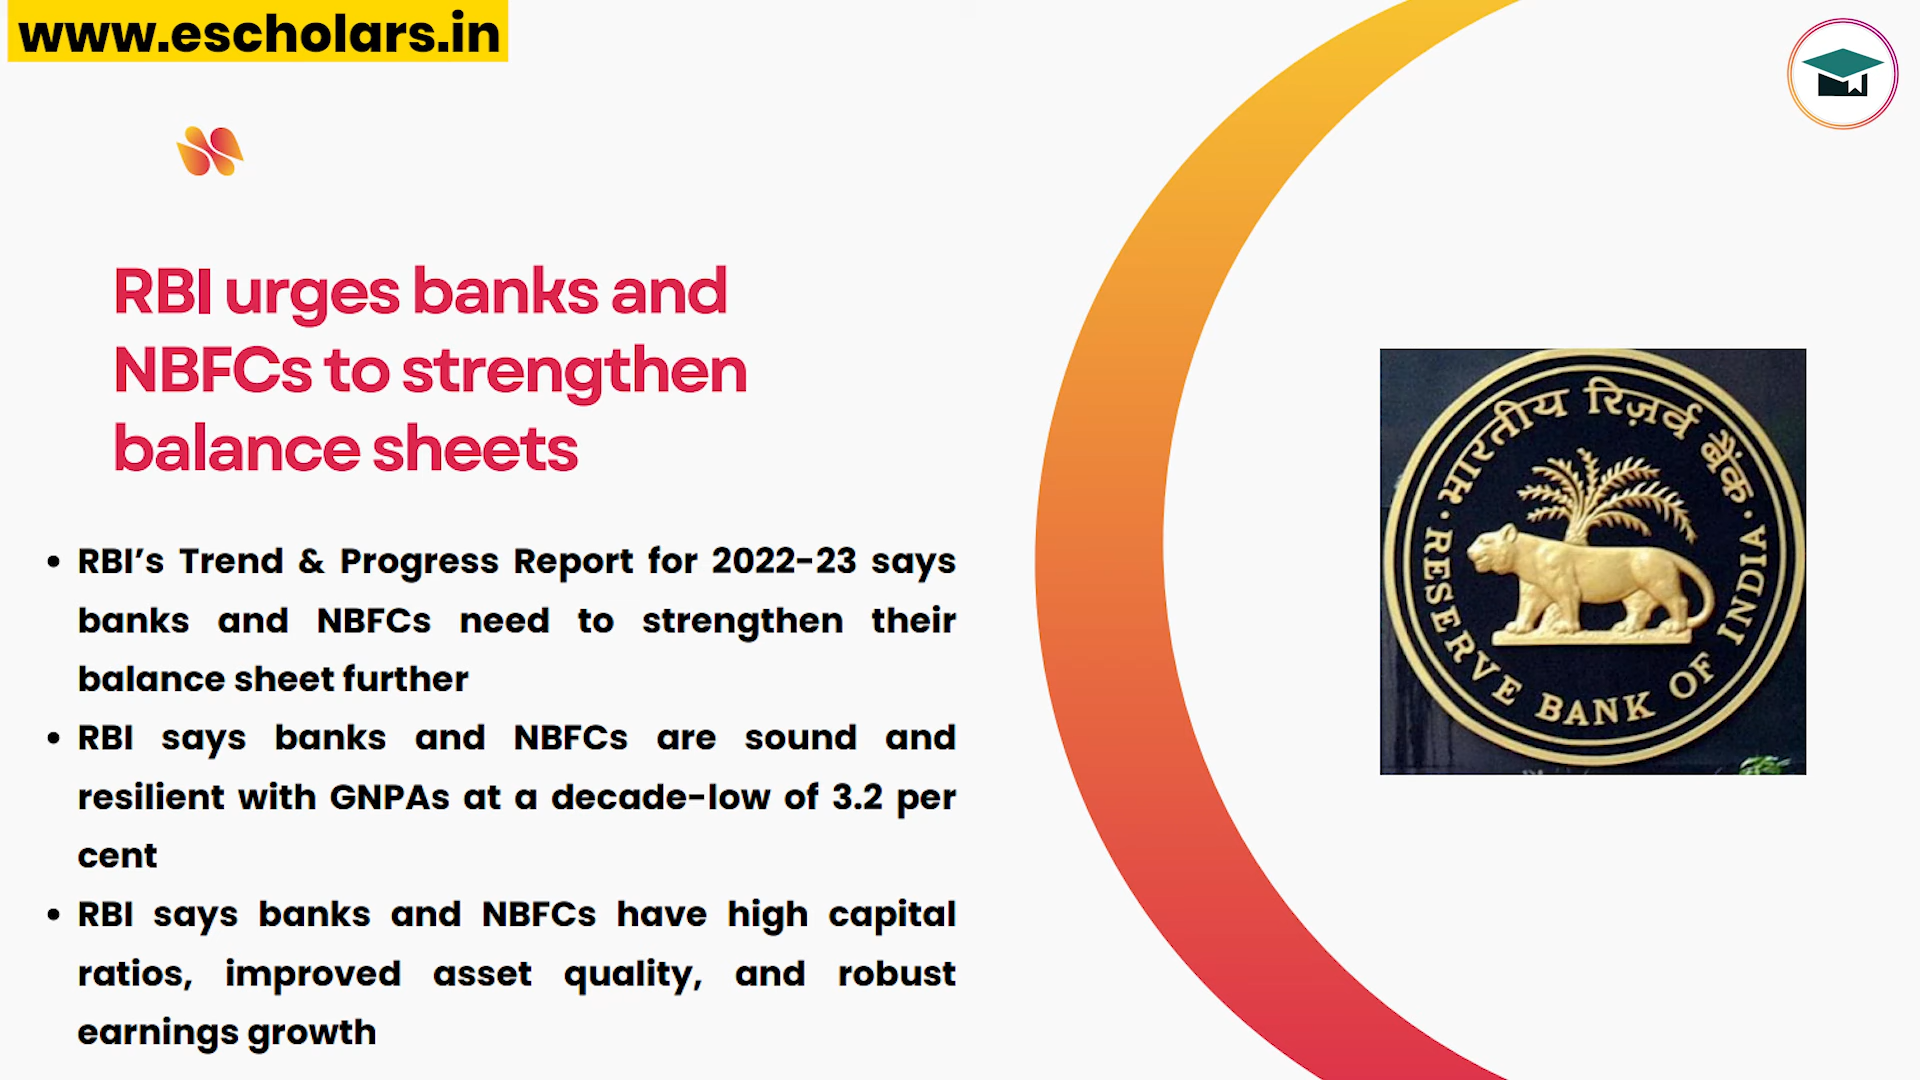 www.escholars.in
RBI urges banks and
NBFCs to strengthen
balance sheets
• RBI’s Trend & Progress Report for 2022-23 says
banks and NBFCs need to strengthen their
balance sheet further
• RBI says banks and NBFCs are sound and
resilient with GNPAs at a decade-low of 3.2 per
cent
• RBI says banks and NBFCs have high capital
ratios, improved asset quality, and robust
earnings growth
भारतीय रिज़र्व बैंक
RESERVE BANK OF INDIA